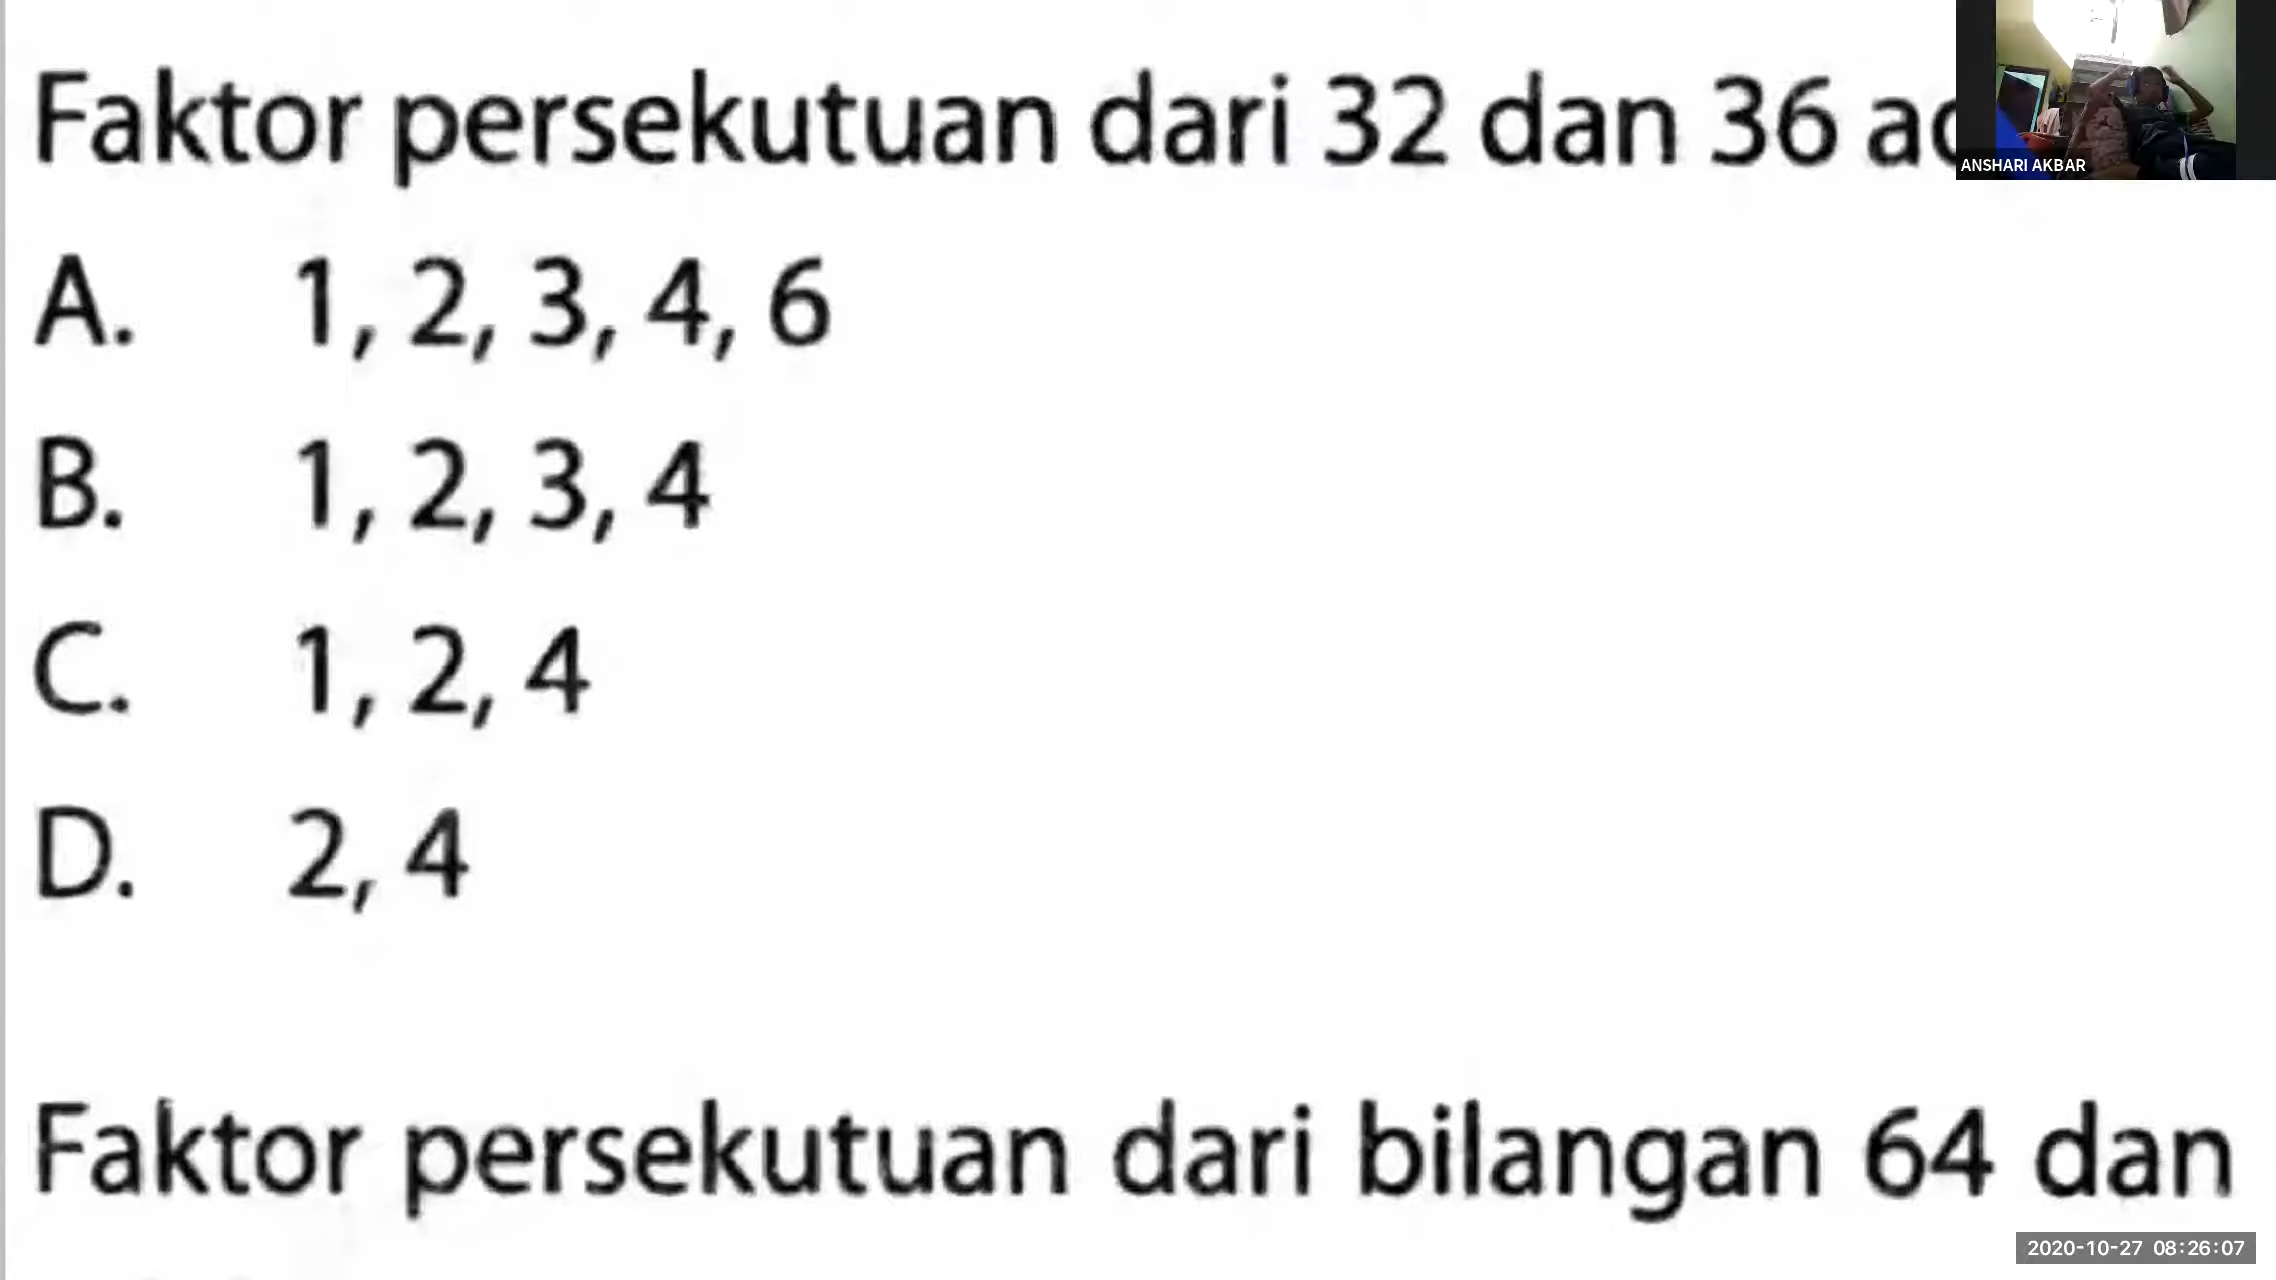 Faktor persekutuan dari 32 dan 36
ANSHARI AKBAR
A. 1, 2, 3, 4, 6
B. 1, 2, 3, 4
C. 1, 2, 4
D. 2, 4
Faktor persekutuan dari bilangan 64 dan
2020-10-27 08:26:07